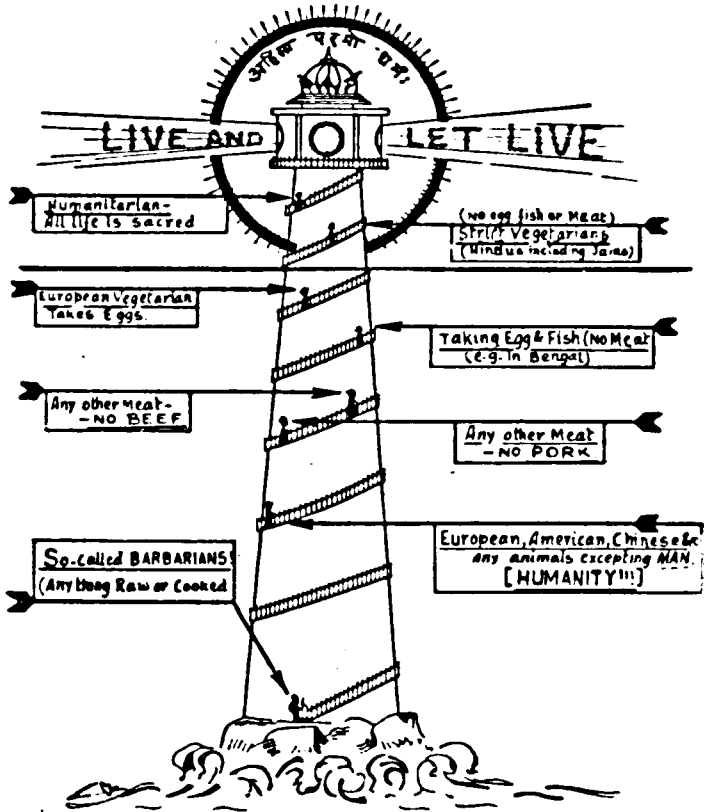 अहिंसा परमो धर्मः
LIVE AND LET LIVE
Humanitarian-
All life is sacred
(No egg fish or Meat)
Strict Vegetarians
(Hindus including Jains)
European Vegetarian
Takes Eggs.
Taking Egg & Fish (No Meat
(e.g. In Bengal)
Any other meat-
- NO BEEF
Any other Meat
- NO PORK
European, American, Chinese &c
any animals excepting MAN.
[HUMANITY!!!]
So-called BARBARIANS!
(Any thing Raw or Cooked